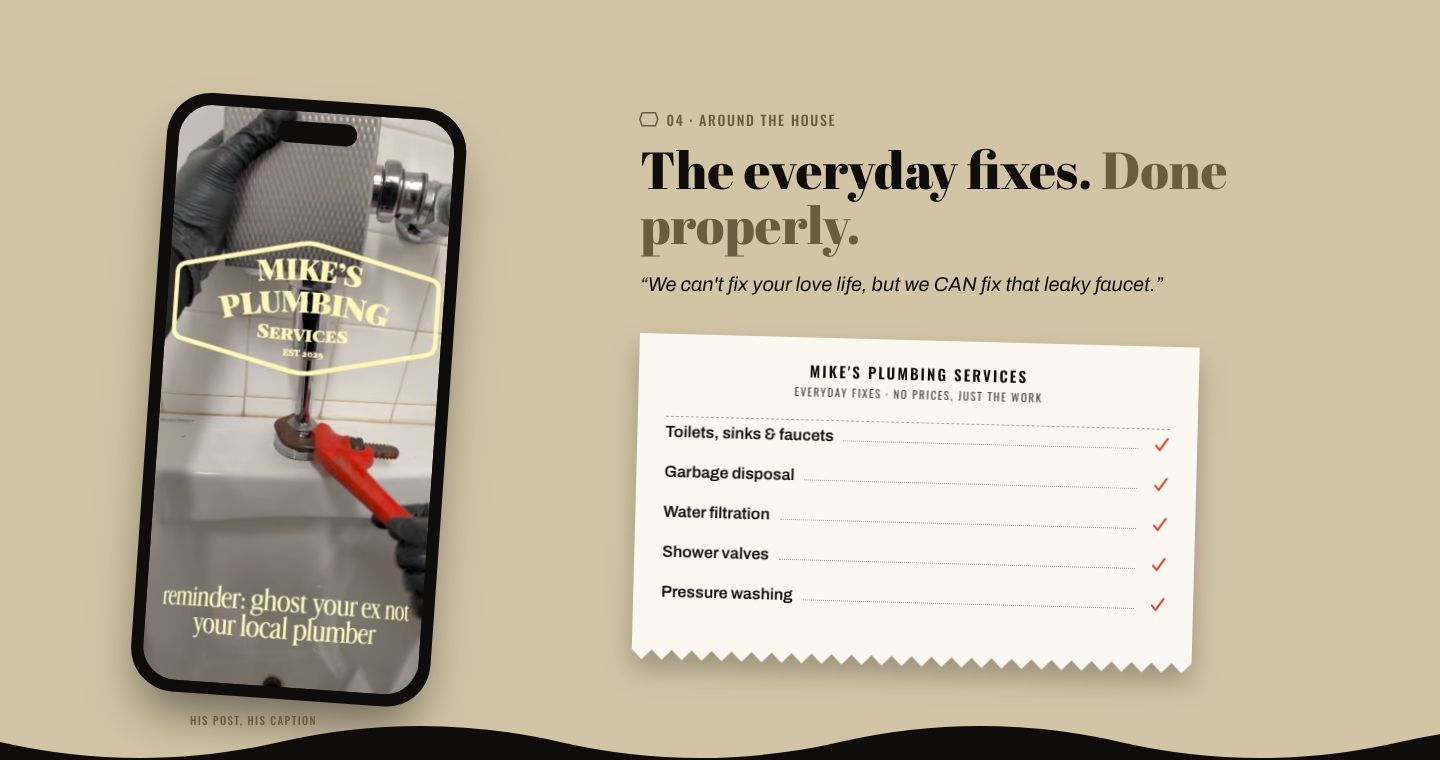 MIKE'S
PLUMBING
SERVICES
EST 2025
reminder: ghost your ex not
your local plumber
HIS POST, HIS CAPTION
04 · AROUND THE HOUSE
The everyday fixes. Done
properly.
“We can't fix your love life, but we CAN fix that leaky faucet.”
MIKE'S PLUMBING SERVICES
EVERYDAY FIXES · NO PRICES, JUST THE WORK
Toilets, sinks & faucets
Garbage disposal
Water filtration
Shower valves
Pressure washing